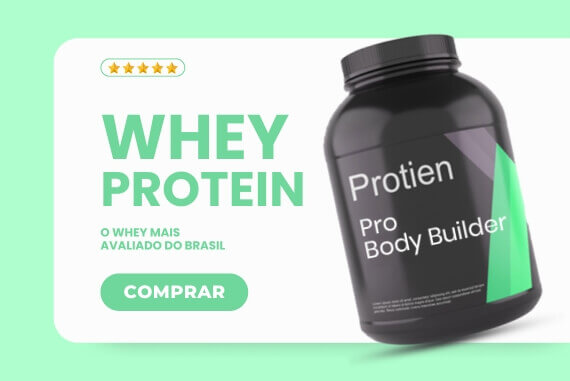 WHEY
PROTEIN
O WHEY MAIS
AVALIADO DO BRASIL
COMPRAR
Protien
Pro
Body Builder